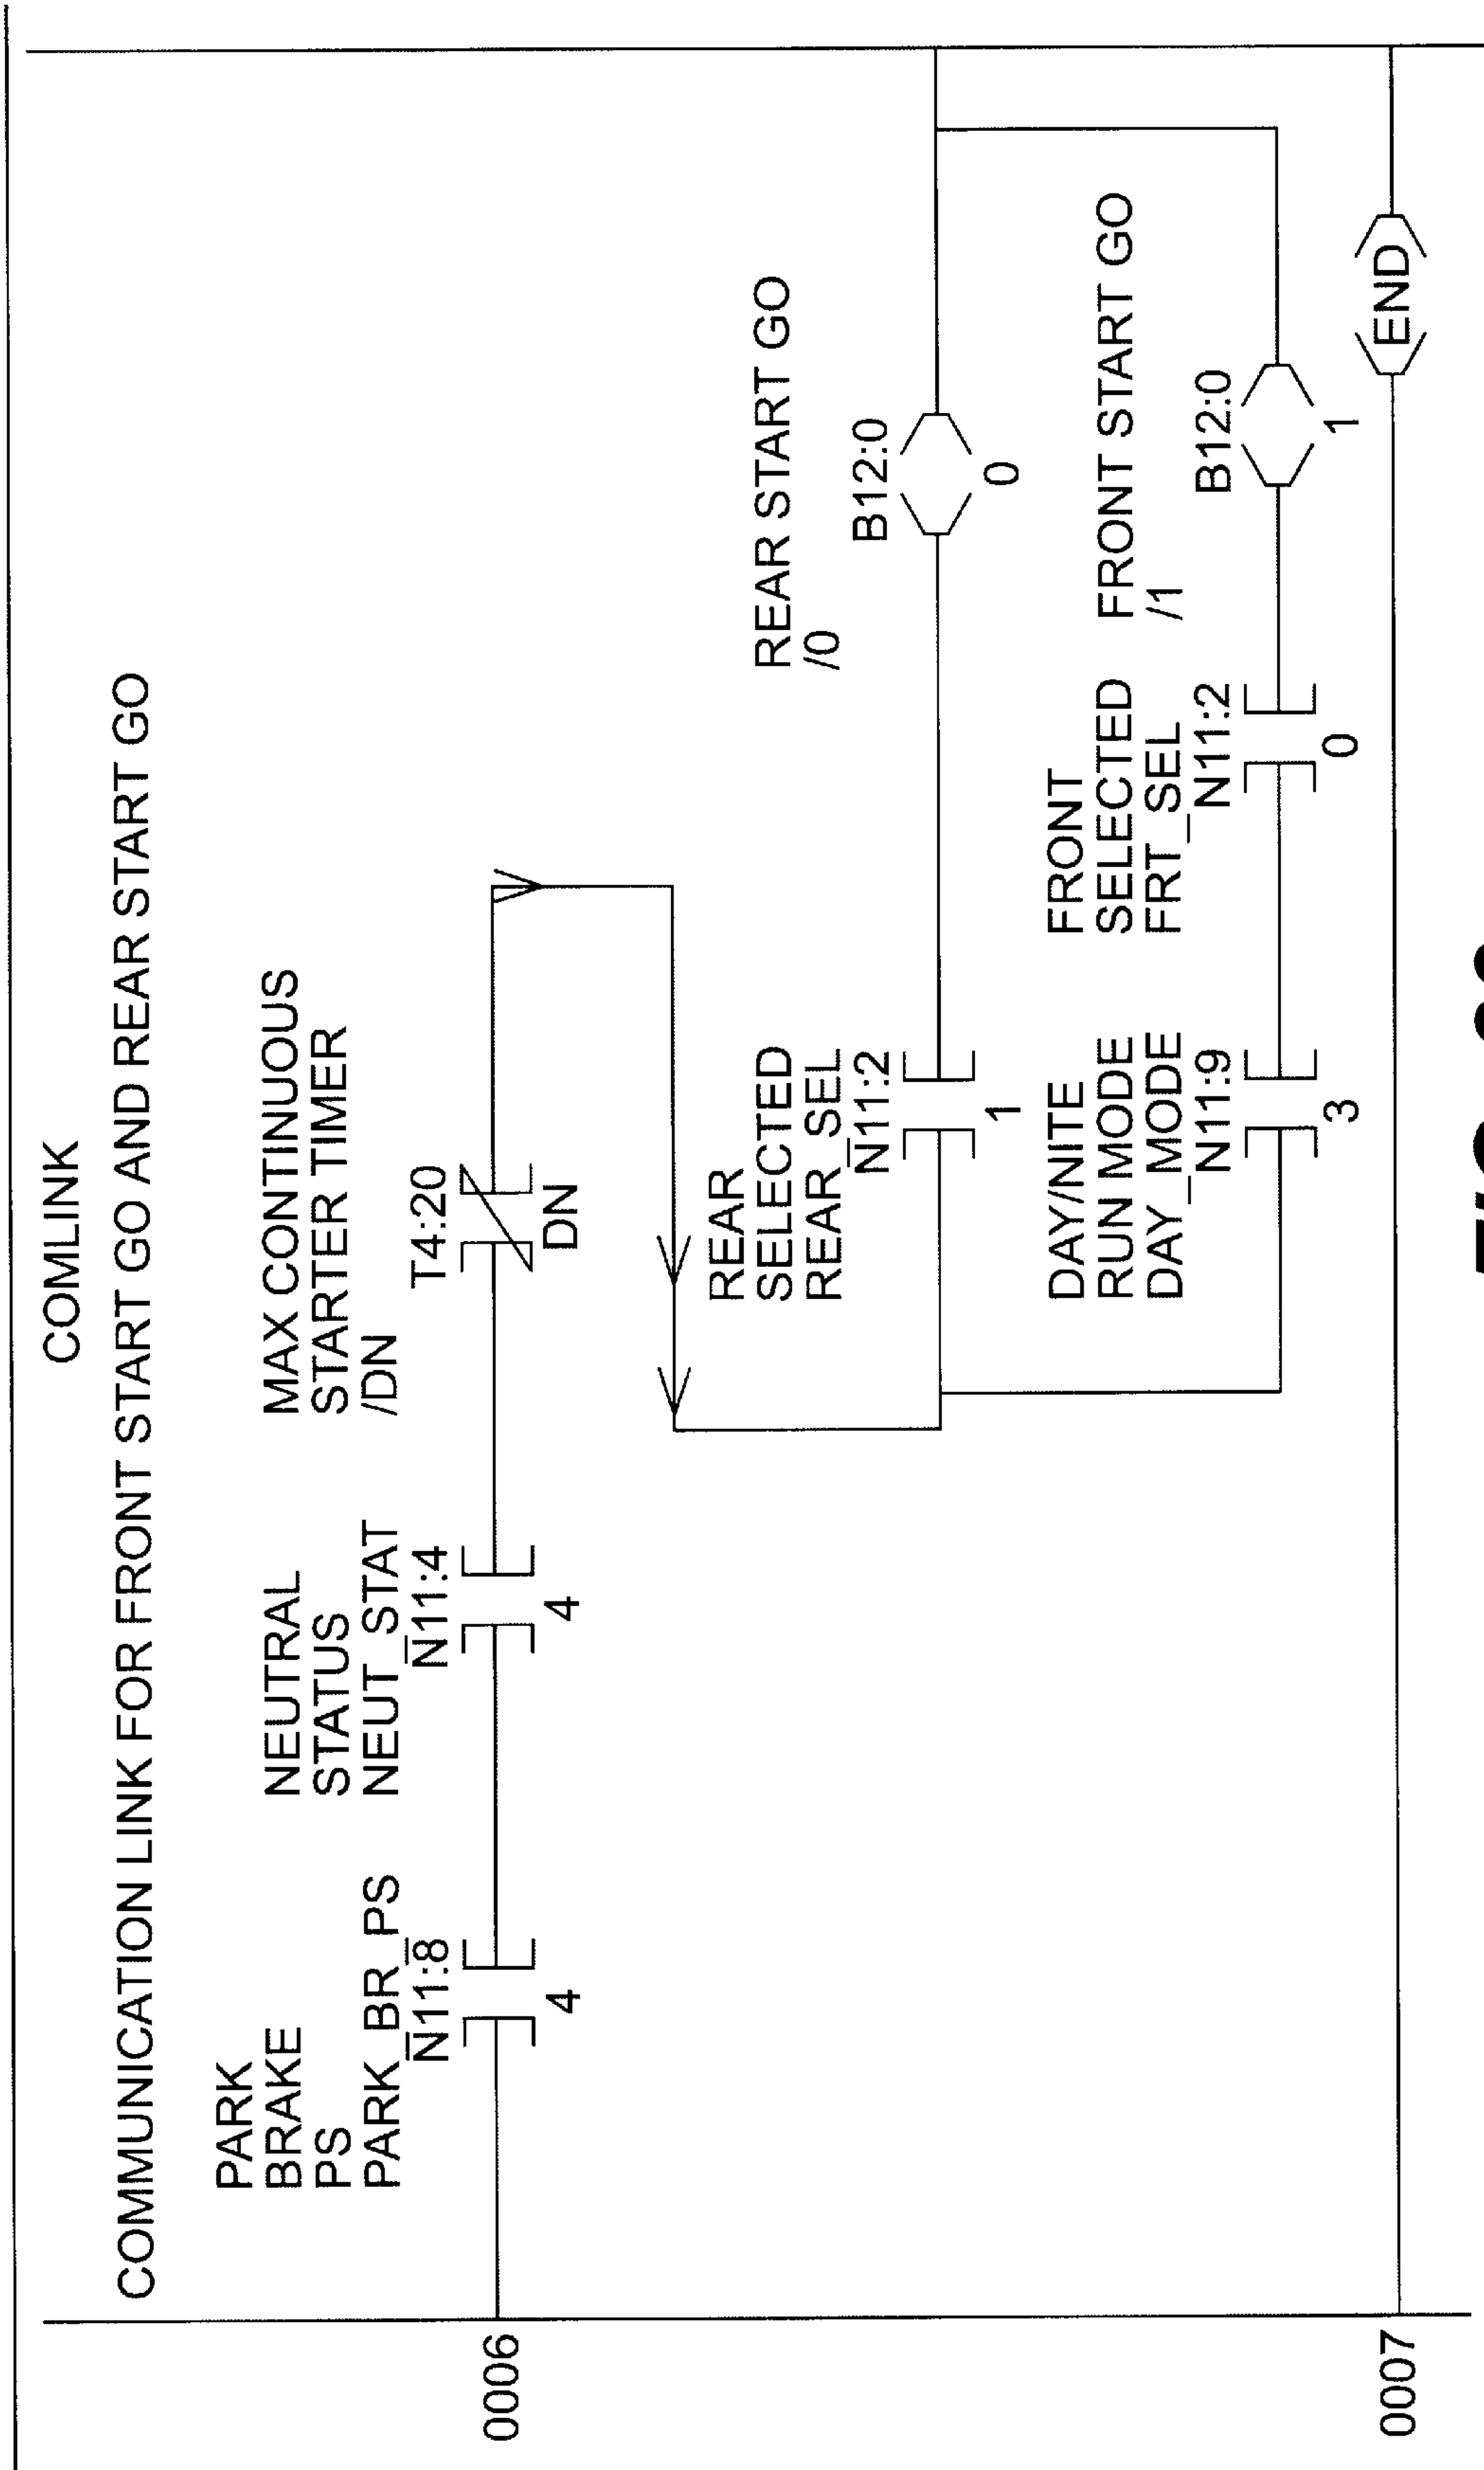 COMLINK
COMMUNICATION LINK FOR FRONT START GO AND REAR START GO
0006
PARK
BRAKE
PS
PARK_BR_PS
N11:8
4
NEUTRAL
STATUS
NEUT_STAT
N11:4
4
MAX CONTINUOUS
STARTER TIMER
/DN
T4:20
DN
REAR
SELECTED
REAR_SEL
N11:2
1
REAR START GO
/0
B12:0
0
DAY/NITE
RUN MODE
DAY_MODE
N11:9
3
FRONT
SELECTED
FRT_SEL
N11:2
0
FRONT START GO
/1
B12:0
1
0007
END